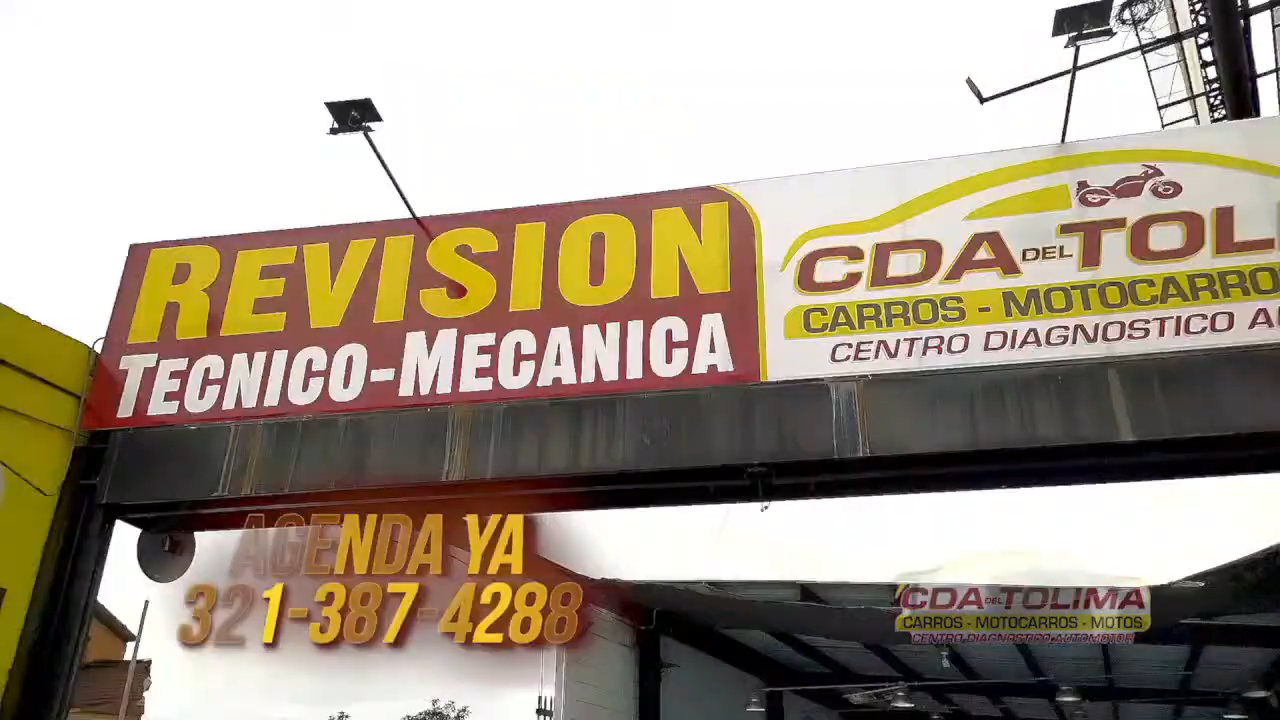 REVISION
TECNICO-MECANICA
CDA DEL TOL
CARROS - MOTOCARRO
CENTRO DIAGNOSTICO
AGENDA YA
321-387-4288
CDA DEL TOLIMA
CARROS - MOTOCARROS - MOTOS
CENTRO DIAGNOSTICO AUTOMOTOR